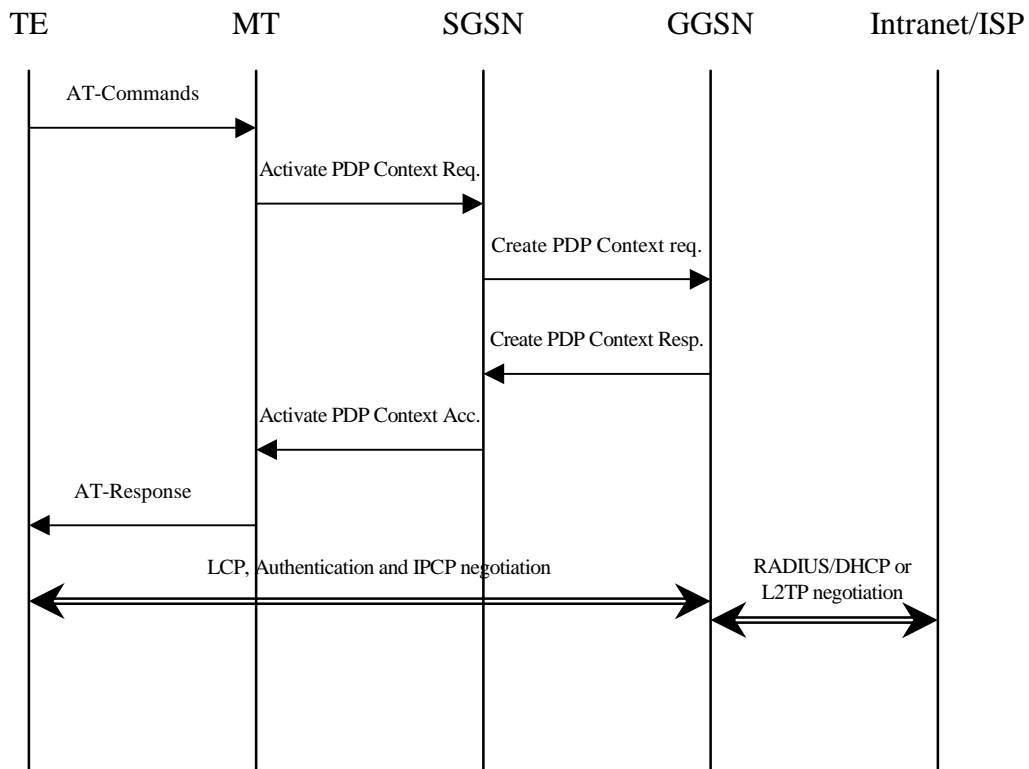 TE
MT
SGSN
GGSN
Intranet/ISP
AT-Commands
Activate PDP Context Req.
Create PDP Context req.
Create PDP Context Resp.
Activate PDP Context Acc.
AT-Response
LCP, Authentication and IPCP negotiation
RADIUS/DHCP or
L2TP negotiation